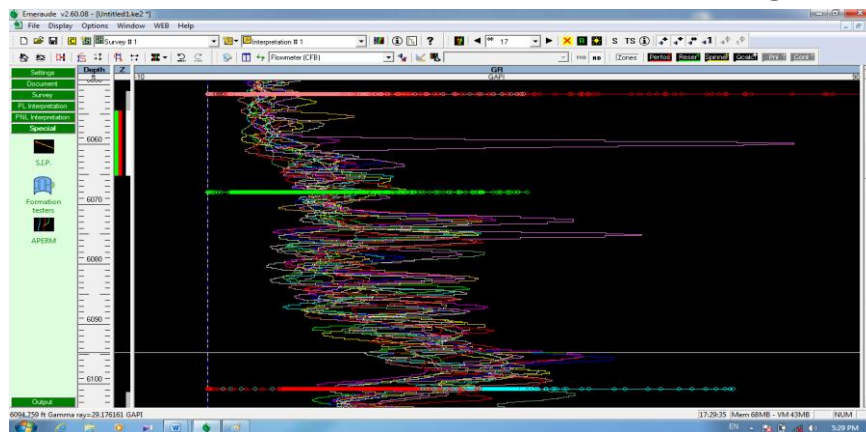 Emeraude v2.60.08 - [Untitled1.ke2 *]
File Display Options Window WEB Help
Survey # 1 Interpretation # 1 ? 17 S TS
Flowmeter (CFB) Zones
Settings
Document
Survey
PL Interpretation
PNL Interpretation
Special
S.I.P.
Formation
testers
APERM
Output
Depth Z GR
ft -10 GAPI 90
6060
6070
6080
6090
6100
6094.759 ft Gamma ray=29.176161 GAPI 17:29:35 Mem 68MB - VM 43MB NUM
EN 5:29 PM